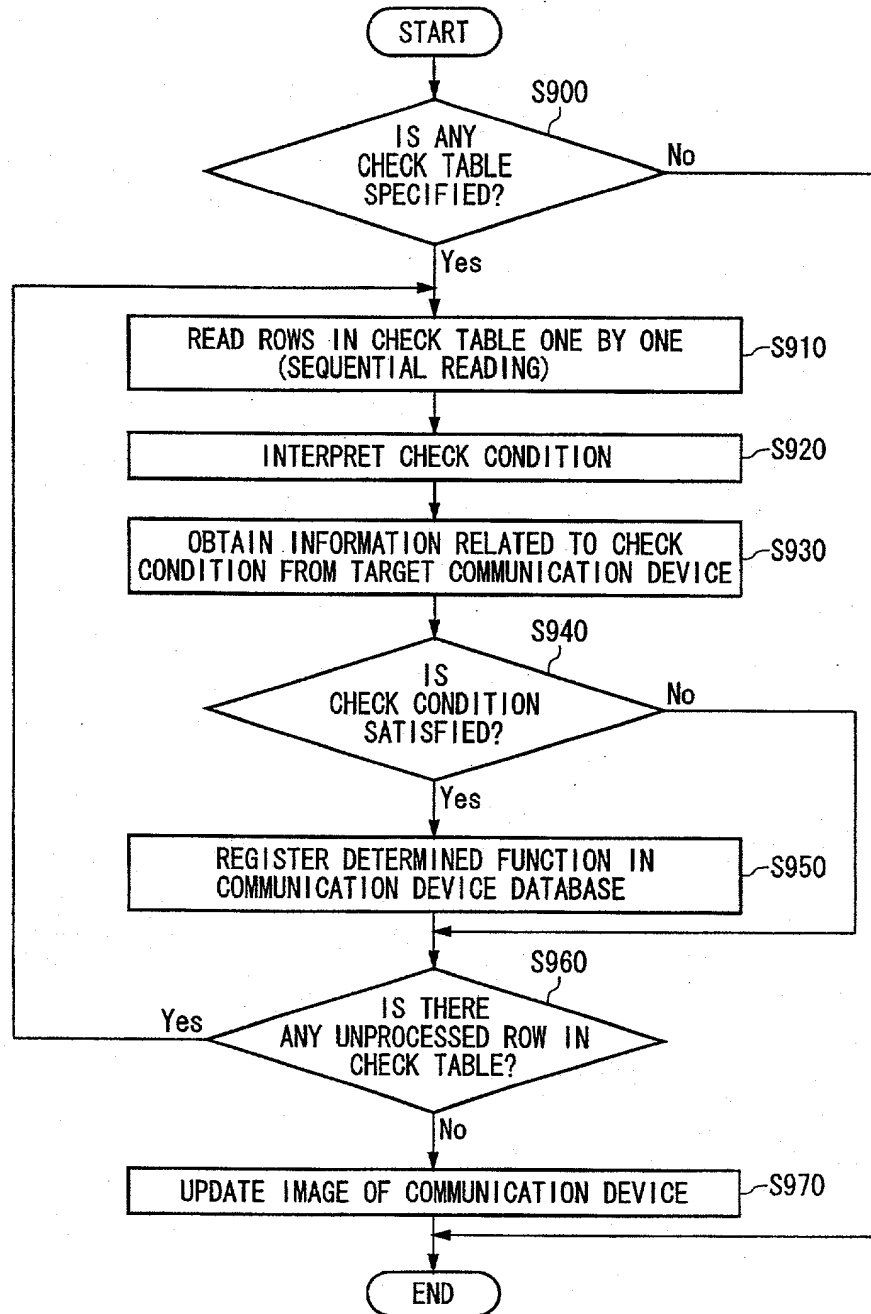 START
S900
IS ANY
CHECK TABLE
SPECIFIED?
No
Yes
READ ROWS IN CHECK TABLE ONE BY ONE
(SEQUENTIAL READING)
S910
INTERPRET CHECK CONDITION
S920
OBTAIN INFORMATION RELATED TO CHECK
CONDITION FROM TARGET COMMUNICATION DEVICE
S930
S940
IS
CHECK CONDITION
SATISFIED?
No
Yes
REGISTER DETERMINED FUNCTION IN
COMMUNICATION DEVICE DATABASE
S950
S960
IS THERE
ANY UNPROCESSED ROW IN
CHECK TABLE?
Yes
No
UPDATE IMAGE OF COMMUNICATION DEVICE
S970
END